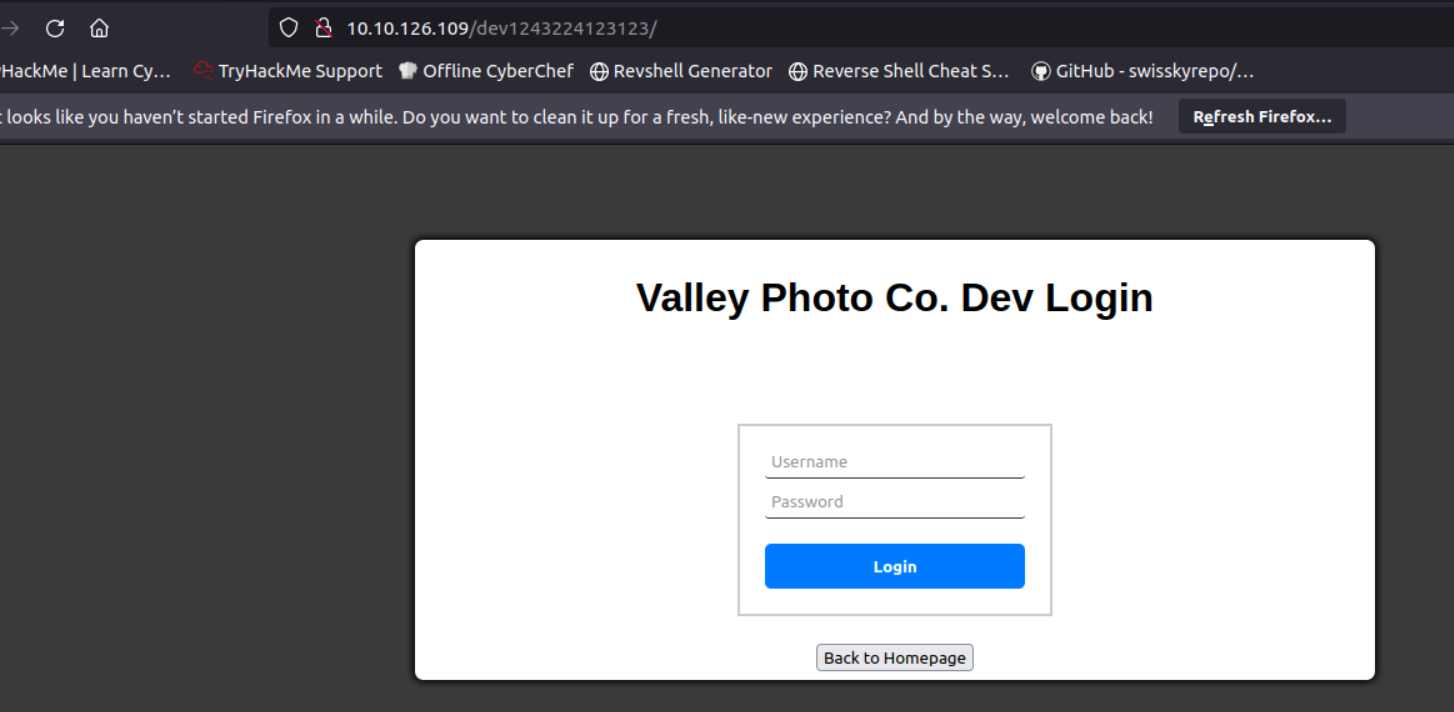 10.10.126.109/dev1243224123123/
HackMe | Learn Cy… TryHackMe Support Offline CyberChef Revshell Generator Reverse Shell Cheat S… GitHub - swisskyrepo/…
looks like you haven’t started Firefox in a while. Do you want to clean it up for a fresh, like-new experience? And by the way, welcome back! Refresh Firefox…
Valley Photo Co. Dev Login
Username
Password
Login
Back to Homepage